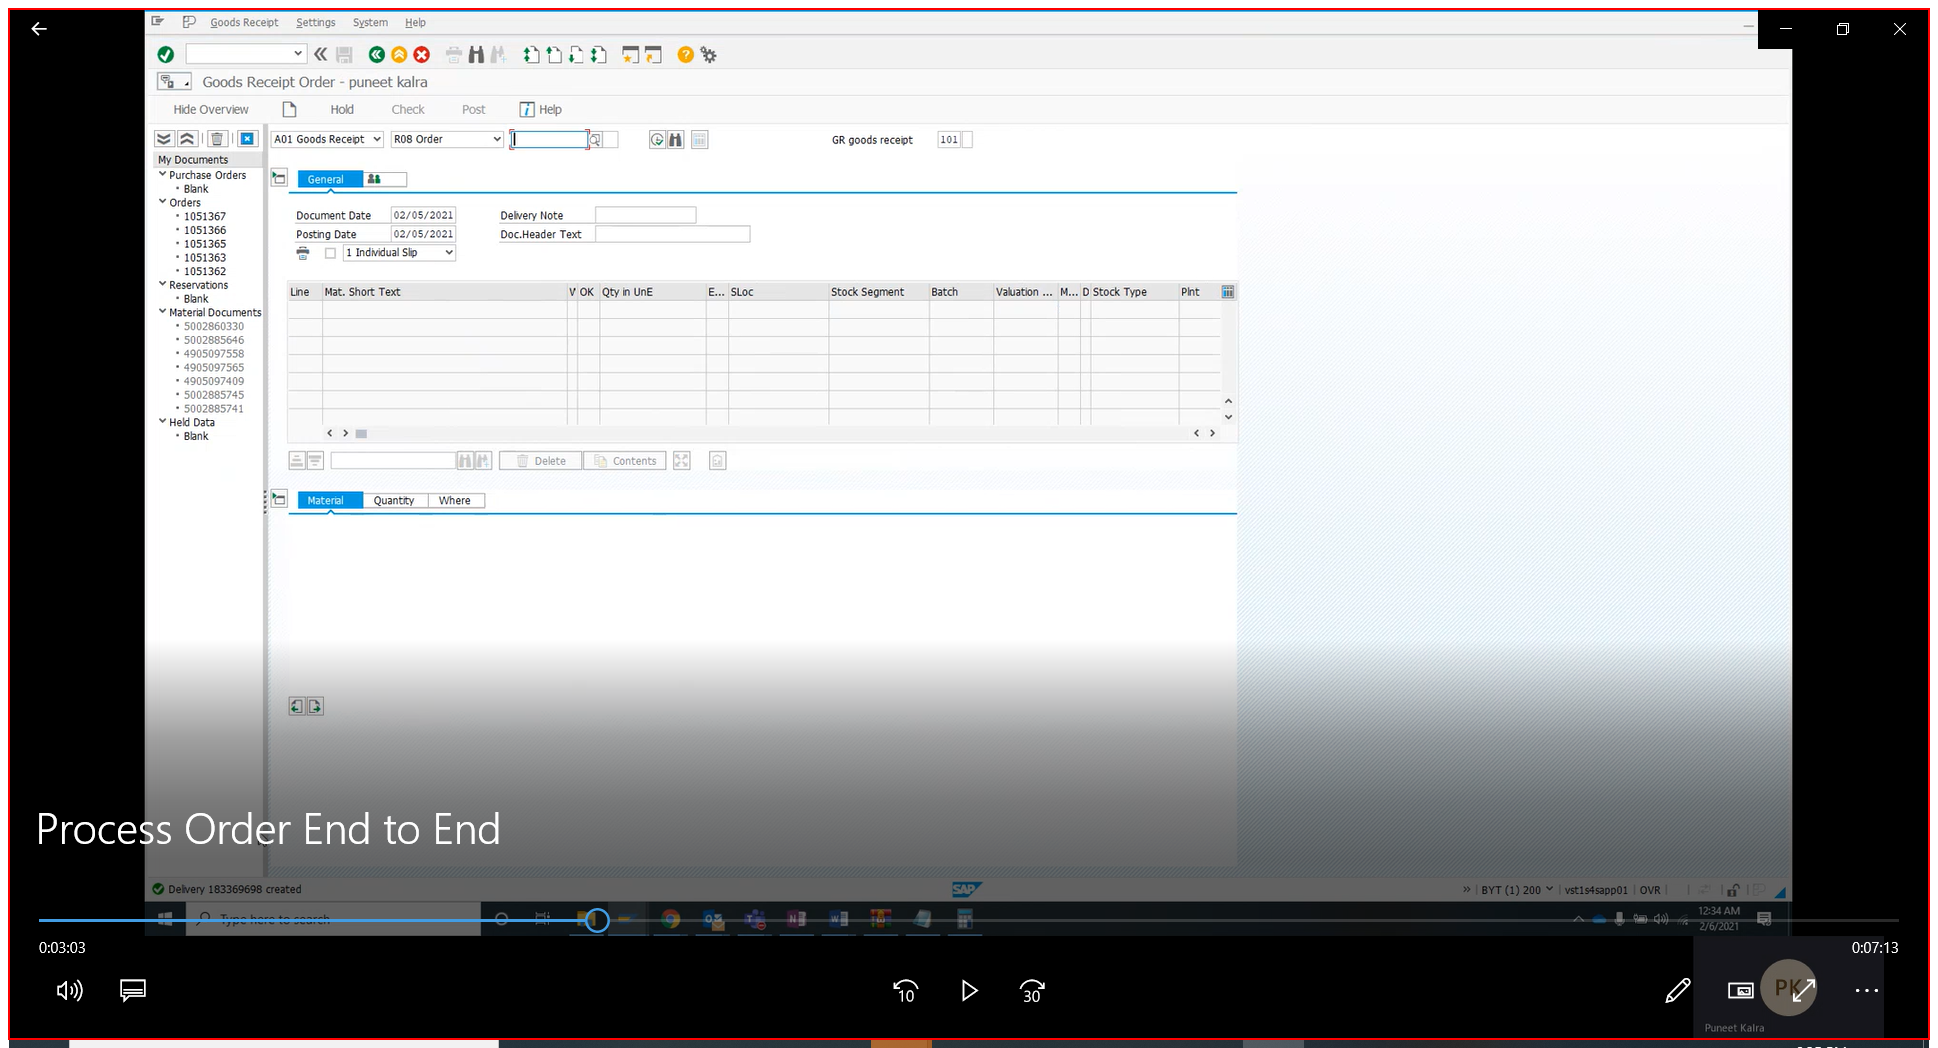 Goods Receipt Settings System Help
Goods Receipt Order - puneet kalra
Hide Overview Hold Check Post Help
A01 Goods Receipt R08 Order GR goods receipt 101
My Documents
Purchase Orders
Blank
Orders
1051367
1051366
1051365
1051363
1051362
Reservations
Blank
Material Documents
5002860330
5002885646
4905097558
4905097565
4905097409
5002885745
5002885741
Held Data
Blank
General
Document Date 02/05/2021 Delivery Note
Posting Date 02/05/2021 Doc.Header Text
1 Individual Slip
Line Mat. Short Text V OK Qty in UnE E... SLoc Stock Segment Batch Valuation ... M... D Stock Type Plnt
Delete Contents
Material Quantity Where
Process Order End to End
Delivery 183369698 created SAP BYT (1) 200 vst1s4sapp01 OVR
Type here to search 12:34 AM
2/6/2021
0:03:03 0:07:13
10 30 PK
Puneet Kalra